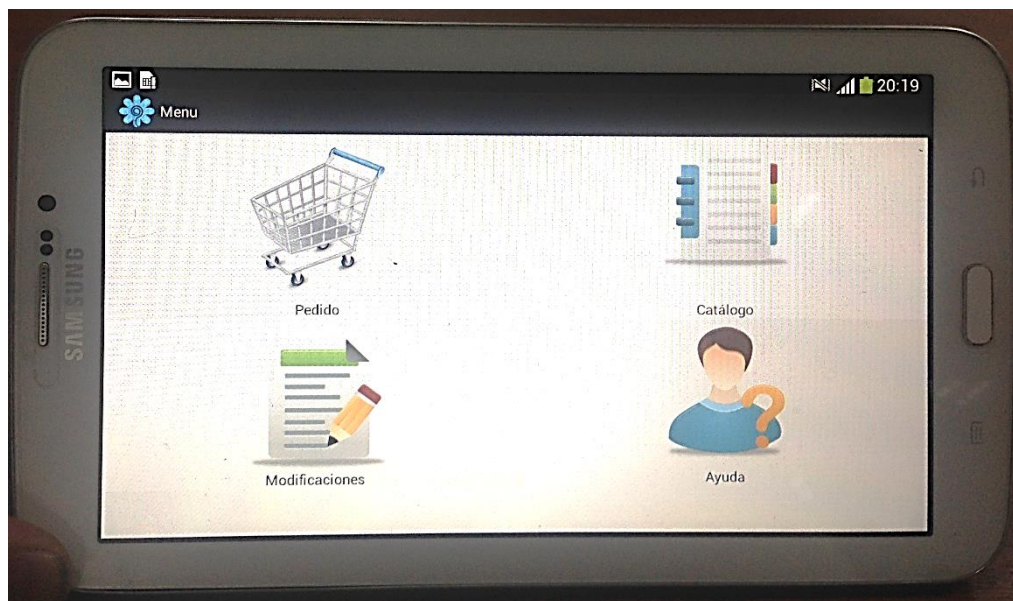 20:19
Menu
Pedido
Catálogo
Modificaciones
Ayuda
SAMSUNG